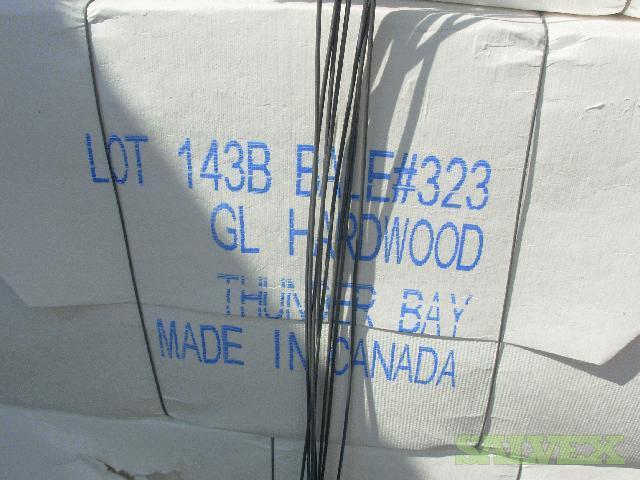 LOT 143B BALE#323
GL HARDWOOD
THUNDER BAY
MADE IN CANADA
SALVEX